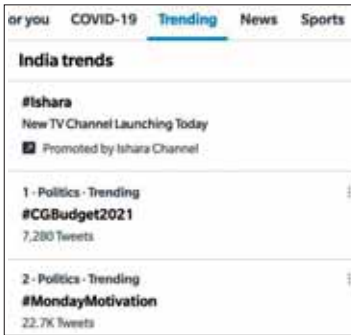 or you COVID-19 Trending News Sports
India trends
#Ishara
New TV Channel Launching Today
Promoted by Ishara Channel
1 · Politics · Trending
#CGBudget2021
7,280 Tweets
2 · Politics · Trending
#MondayMotivation
22.7K Tweets